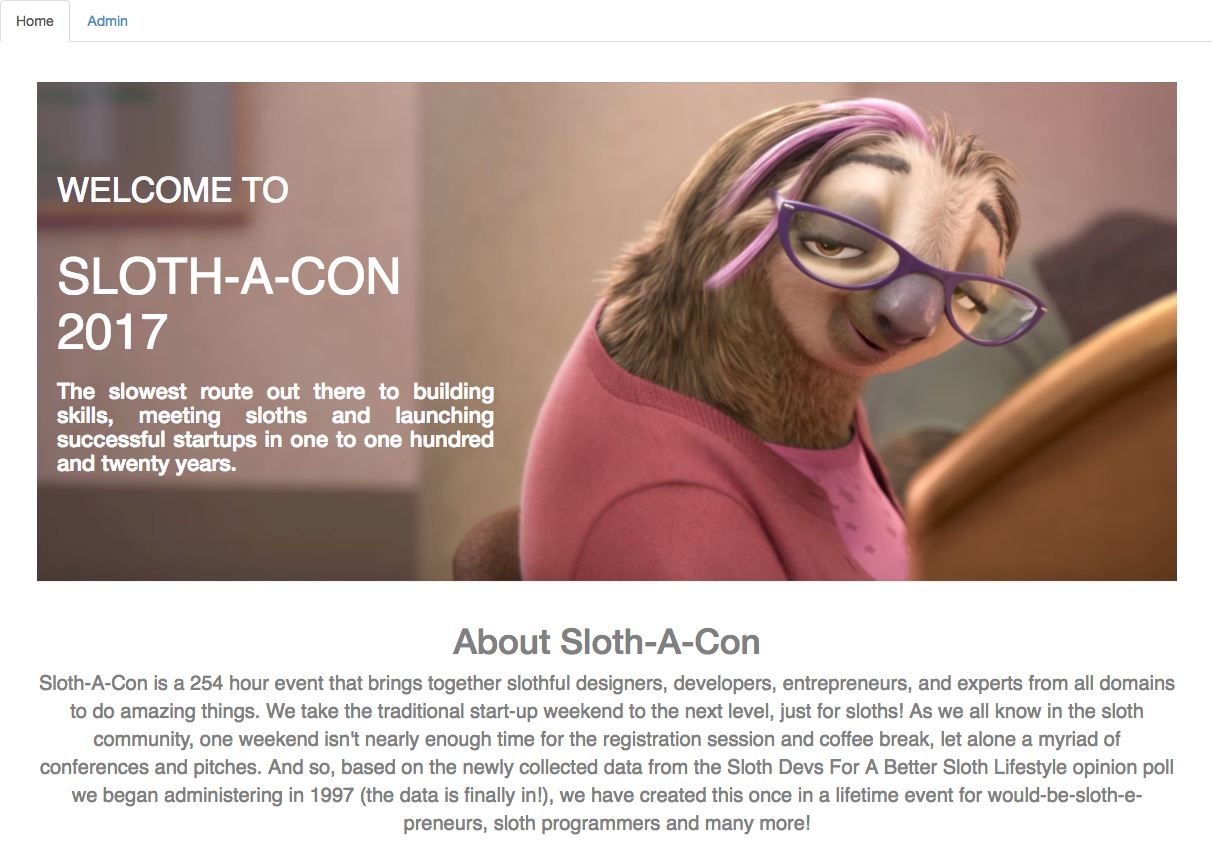 Home
Admin
WELCOME TO
SLOTH-A-CON
2017
The slowest route out there to building
skills, meeting sloths and launching
successful startups in one to one hundred
and twenty years.
About Sloth-A-Con
Sloth-A-Con is a 254 hour event that brings together slothful designers, developers, entrepreneurs, and experts from all domains
to do amazing things. We take the traditional start-up weekend to the next level, just for sloths! As we all know in the sloth
community, one weekend isn't nearly enough time for the registration session and coffee break, let alone a myriad of
conferences and pitches. And so, based on the newly collected data from the Sloth Devs For A Better Sloth Lifestyle opinion poll
we began administering in 1997 (the data is finally in!), we have created this once in a lifetime event for would-be-sloth-e-
preneurs, sloth programmers and many more!